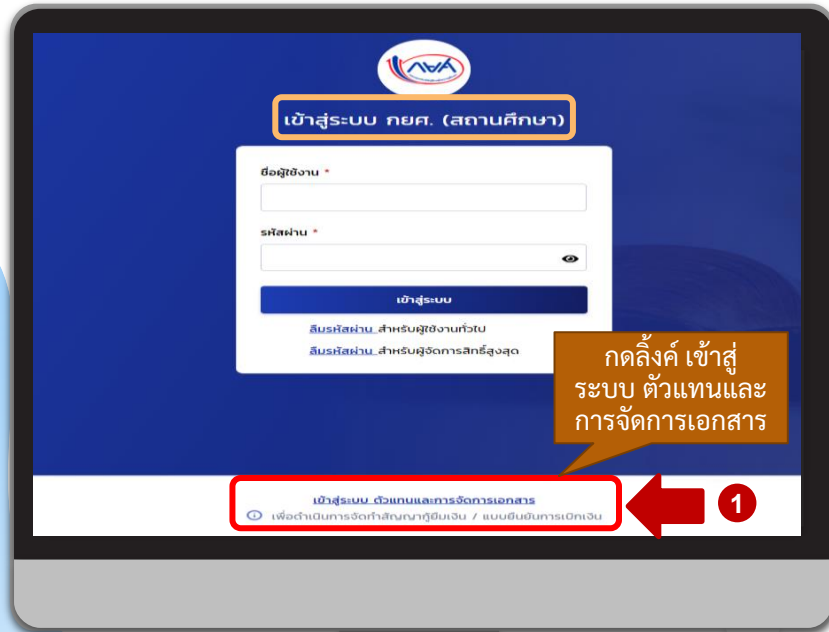 กยศ
เข้าสู่ระบบ กยศ. (สถานศึกษา)
ชื่อผู้ใช้งาน *
รหัสผ่าน *
เข้าสู่ระบบ
ลืมรหัสผ่าน สำหรับผู้ใช้งานทั่วไป
ลืมรหัสผ่าน สำหรับผู้จัดการสิทธิ์สูงสุด
กดลิ้งค์ เข้าสู่
ระบบ ตัวแทนและ
การจัดการเอกสาร
เข้าสู่ระบบ ตัวแทนและการจัดการเอกสาร
เพื่อดำเนินการจัดทำสัญญากู้ยืมเงิน / แบบยืนยันการเบิกเงิน
1